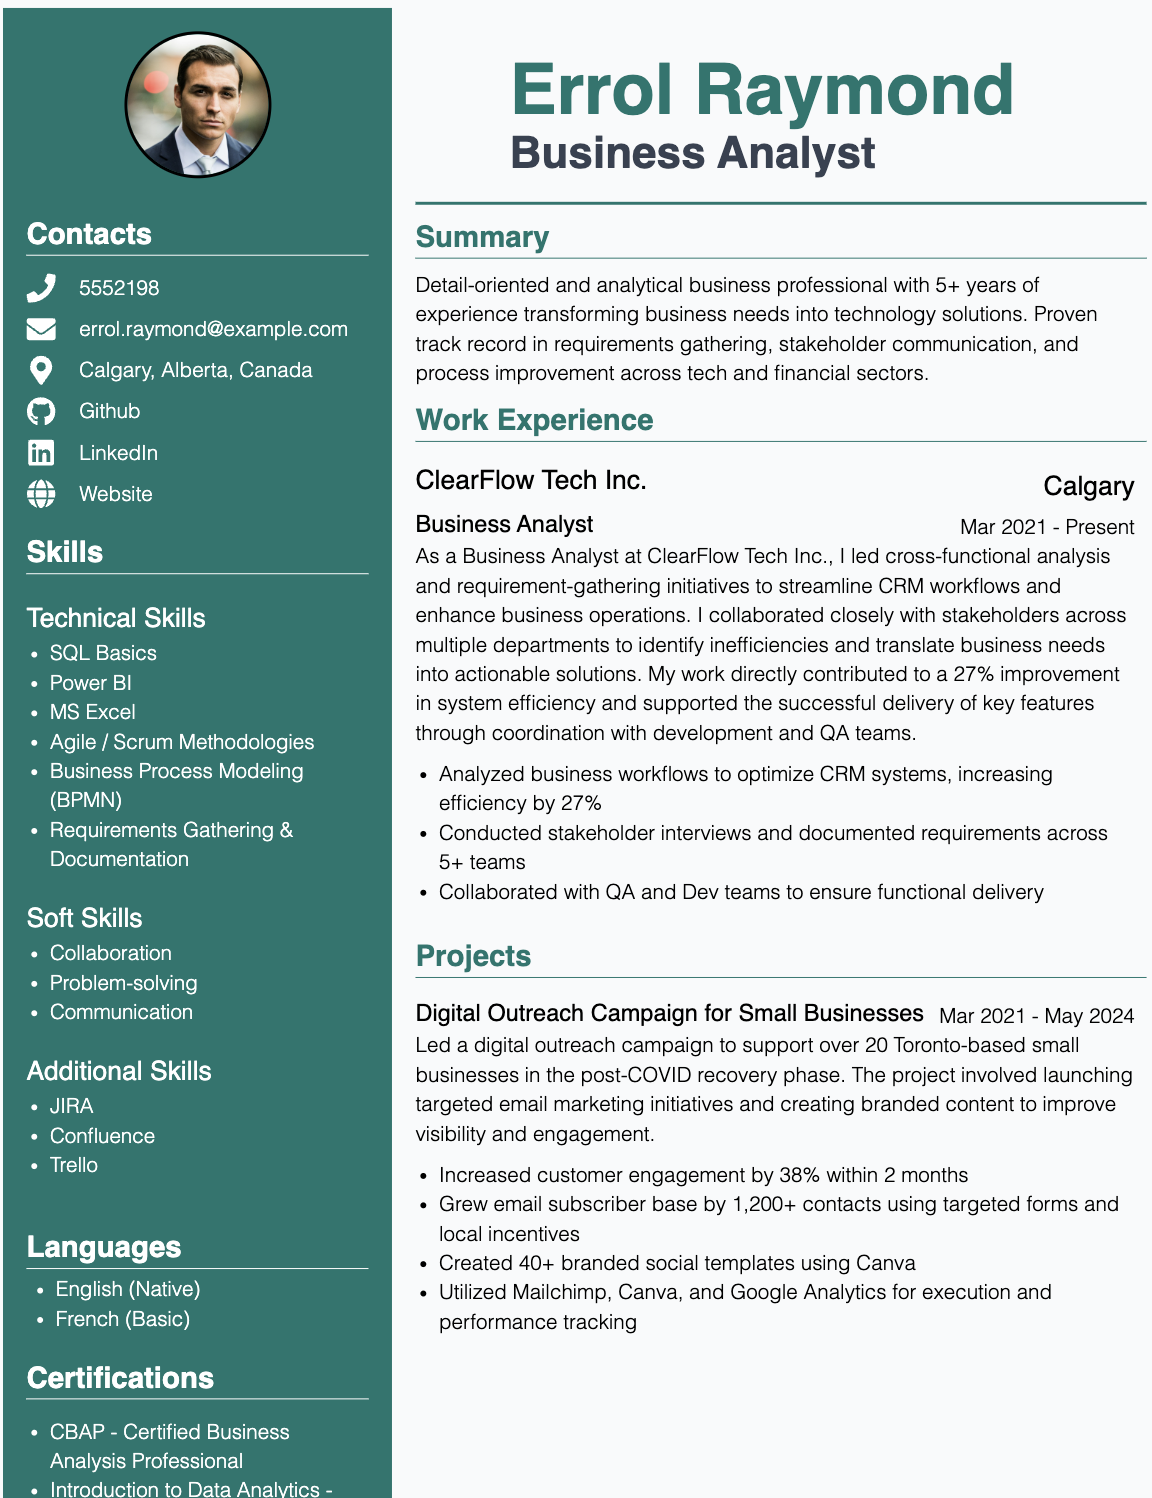 Errol Raymond
Business Analyst
Contacts
5552198
errol.raymond@example.com
Calgary, Alberta, Canada
Github
LinkedIn
Website
Skills
Technical Skills
• SQL Basics
• Power BI
• MS Excel
• Agile / Scrum Methodologies
• Business Process Modeling
(BPMN)
• Requirements Gathering &
Documentation
Soft Skills
• Collaboration
• Problem-solving
• Communication
Additional Skills
• JIRA
• Confluence
• Trello
Languages
• English (Native)
• French (Basic)
Certifications
• CBAP - Certified Business
Analysis Professional
• Introduction to Data Analytics -
Summary
Detail-oriented and analytical business professional with 5+ years of
experience transforming business needs into technology solutions. Proven
track record in requirements gathering, stakeholder communication, and
process improvement across tech and financial sectors.
Work Experience
ClearFlow Tech Inc. Calgary
Business Analyst Mar 2021 - Present
As a Business Analyst at ClearFlow Tech Inc., I led cross-functional analysis
and requirement-gathering initiatives to streamline CRM workflows and
enhance business operations. I collaborated closely with stakeholders across
multiple departments to identify inefficiencies and translate business needs
into actionable solutions. My work directly contributed to a 27% improvement
in system efficiency and supported the successful delivery of key features
through coordination with development and QA teams.
• Analyzed business workflows to optimize CRM systems, increasing
efficiency by 27%
• Conducted stakeholder interviews and documented requirements across
5+ teams
• Collaborated with QA and Dev teams to ensure functional delivery
Projects
Digital Outreach Campaign for Small Businesses Mar 2021 - May 2024
Led a digital outreach campaign to support over 20 Toronto-based small
businesses in the post-COVID recovery phase. The project involved launching
targeted email marketing initiatives and creating branded content to improve
visibility and engagement.
• Increased customer engagement by 38% within 2 months
• Grew email subscriber base by 1,200+ contacts using targeted forms and
local incentives
• Created 40+ branded social templates using Canva
• Utilized Mailchimp, Canva, and Google Analytics for execution and
performance tracking